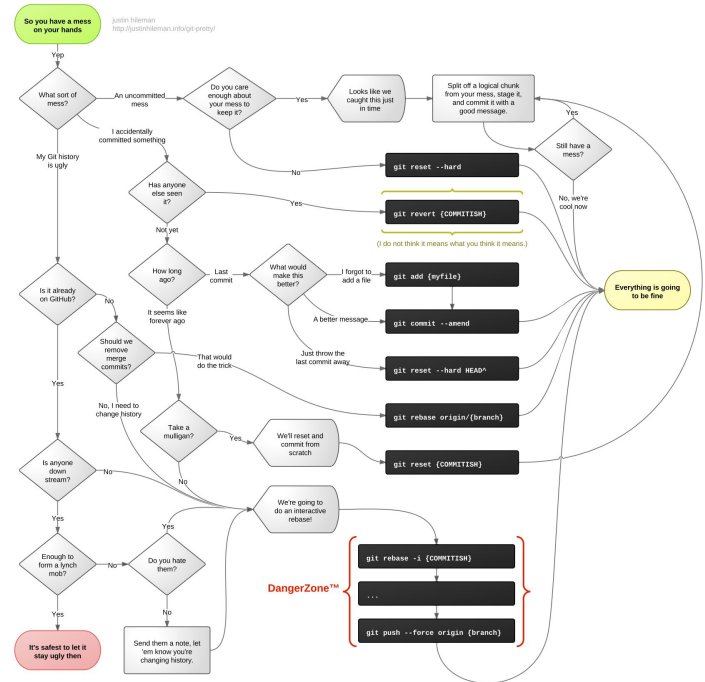 So you have a mess
on your hands
justin hileman
http://justinhileman.info/git-pretty/
Yep
What sort of
mess?
An uncommitted
mess
Do you care
enough about
your mess to
keep it?
Yes
Looks like we
caught this just
in time
Split off a logical chunk
from your mess, stage it,
and commit it with a
good message.
Yes
Still have a
mess?
I accidentally
committed something
My Git history
is ugly
No
git reset --hard
No, we're
cool now
Has anyone
else seen
it?
Yes
git revert {COMMITISH}
(I do not think it means what you think it means.)
Not yet
How long
ago?
Last
commit
What would
make this
better?
I forgot to
add a file
git add {myfile}
Everything is going
to be fine
Is it already
on GitHub?
No
It seems like
forever ago
A better message
git commit --amend
Should we
remove
merge
commits?
That would
do the trick
Just throw the
last commit away
git reset --hard HEAD^
Yes
No, I need to
change history
git rebase origin/{branch}
Take a
mulligan?
Yes
We'll reset and
commit from
scratch
git reset {COMMITISH}
Is anyone
down
stream?
No
No
We're going to
do an interactive
rebase!
Yes
Yes
Enough to
form a lynch
mob?
No
Do you hate
them?
git rebase -i {COMMITISH}
DangerZone™
...
Yes
No
git push --force origin {branch}
It's safest to let it
stay ugly then
Send them a note, let
'em know you're
changing history.